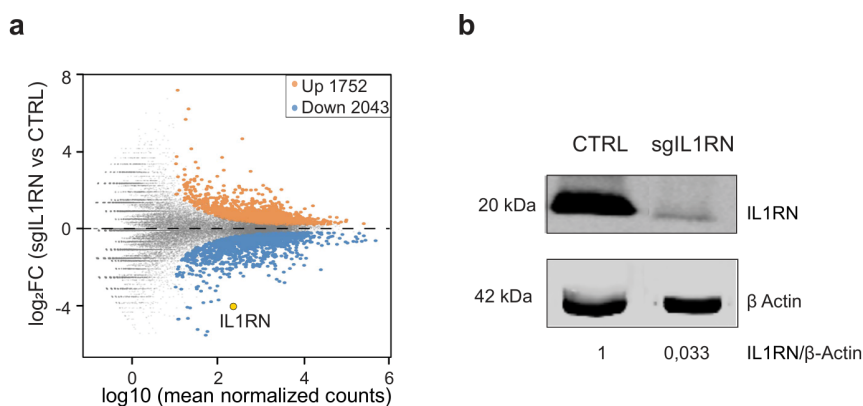 a
b
Up 1752
Down 2043
8
4
0
-4
log₂FC (sgIL1RN vs CTRL)
IL1RN
0
2
4
6
log10 (mean normalized counts)
CTRL sgIL1RN
20 kDa
IL1RN
42 kDa
β Actin
1 0,033 IL1RN/β-Actin